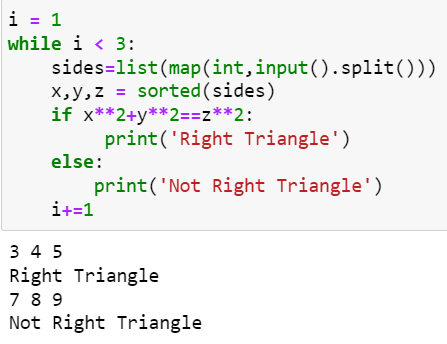 i = 1
while i < 3:
    sides=list(map(int,input().split()))
    x,y,z = sorted(sides)
    if x**2+y**2==z**2:
        print('Right Triangle')
    else:
       print('Not Right Triangle')
    i+=1
3 4 5
Right Triangle
7 8 9
Not Right Triangle